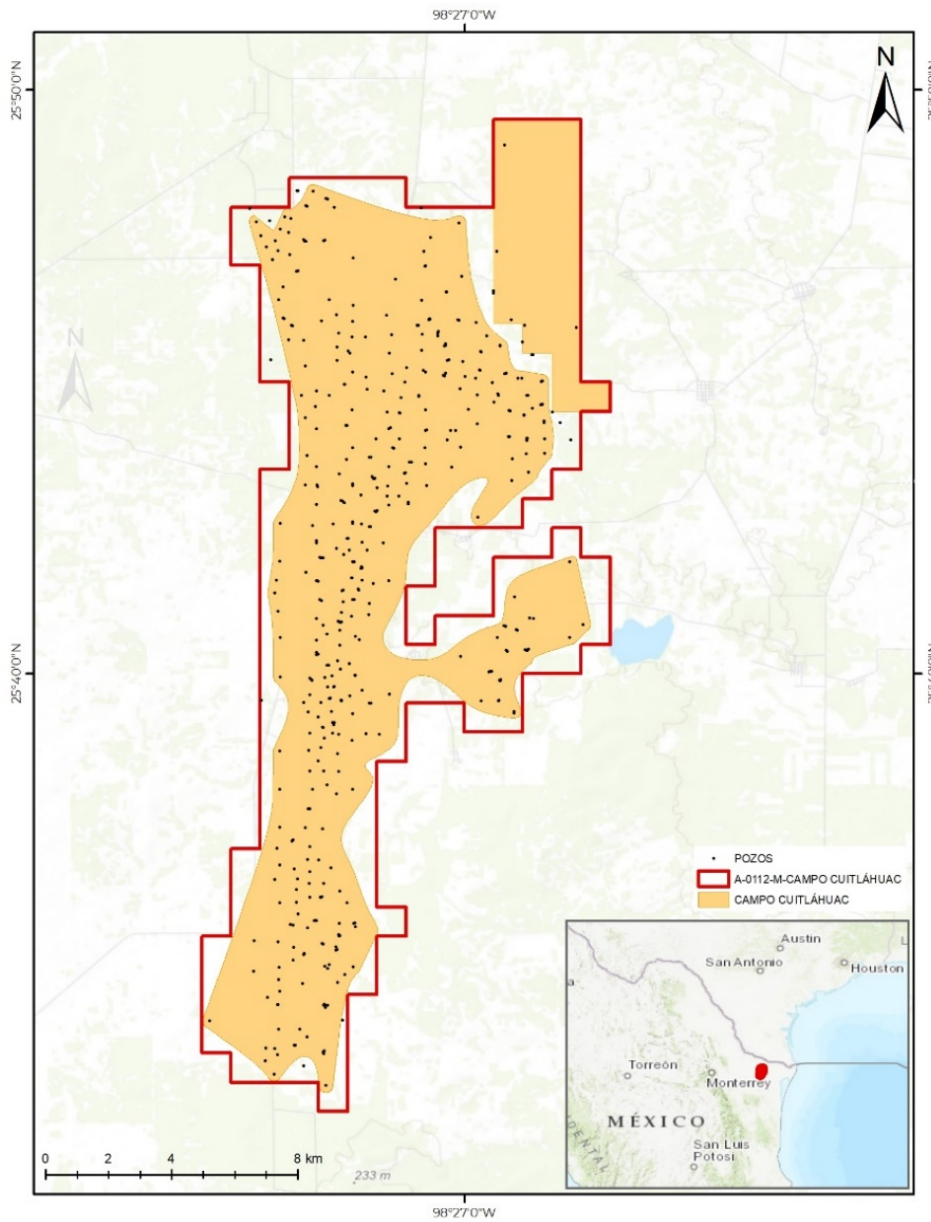 98°27'0"W
N
25°50'0"N
N
25°40'0"N
POZOS
A-0112-M-CAMPO CUITLÁHUAC
CAMPO CUITLÁHUAC
Austin
San Antonio
Houston
Torreón
Monterrey
MÉXICO
San Luis
Potosí
IDENTAL
0 2 4 8 km
233 m
98°27'0"W